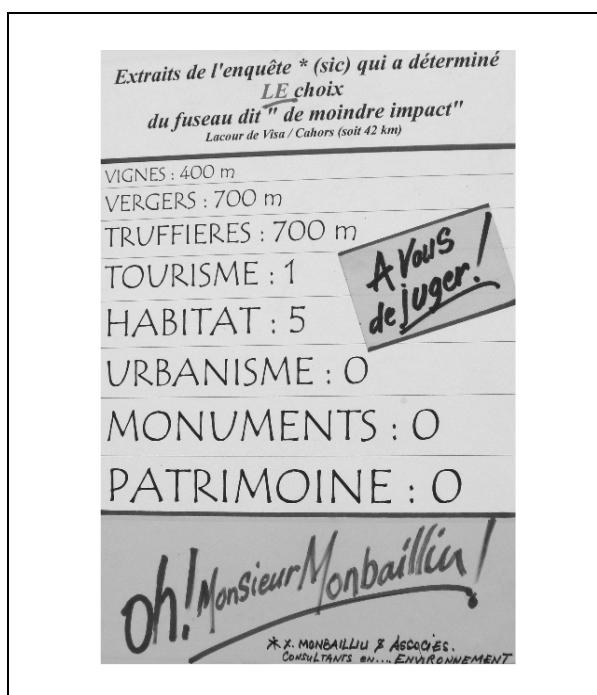 Extraits de l'enquête * (sic) qui a déterminé
LE choix
du fuseau dit " de moindre impact"
Lacour de Visa / Cahors (soit 42 km)
VIGNES : 400 m
VERGERS : 700 m
TRUFFIERES : 700 m
TOURISME : 1
HABITAT : 5
URBANISME : 0
MONUMENTS : 0
PATRIMOINE : 0
A Vous
de juger !
oh! Monsieur Monbailliu !
* X. MONBAILLIU & ASSOCIES.
CONSULTANTS en.... ENVIRONNEMENT